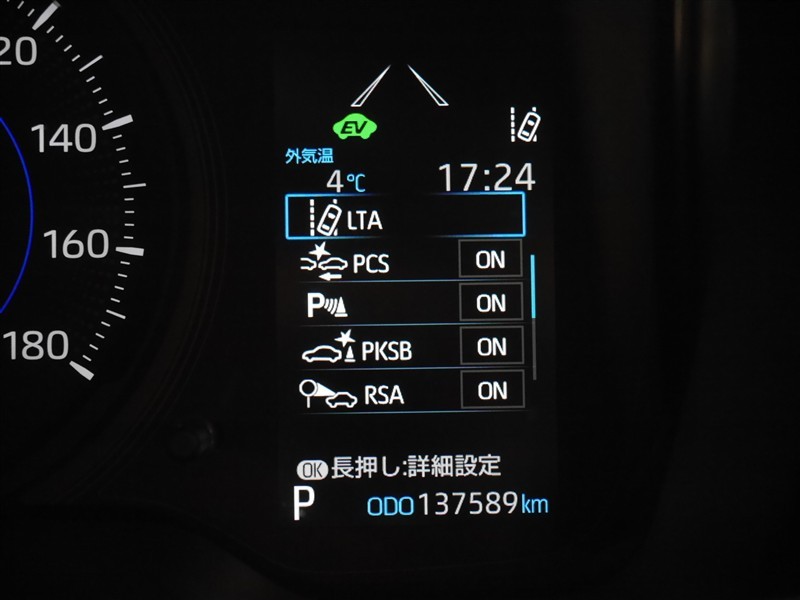 20
140
160
180
EV
外気温
4℃ 17:24
LTA
PCS ON
P ON
PKSB ON
RSA ON
OK 長押し:詳細設定
P ODO 137589 km